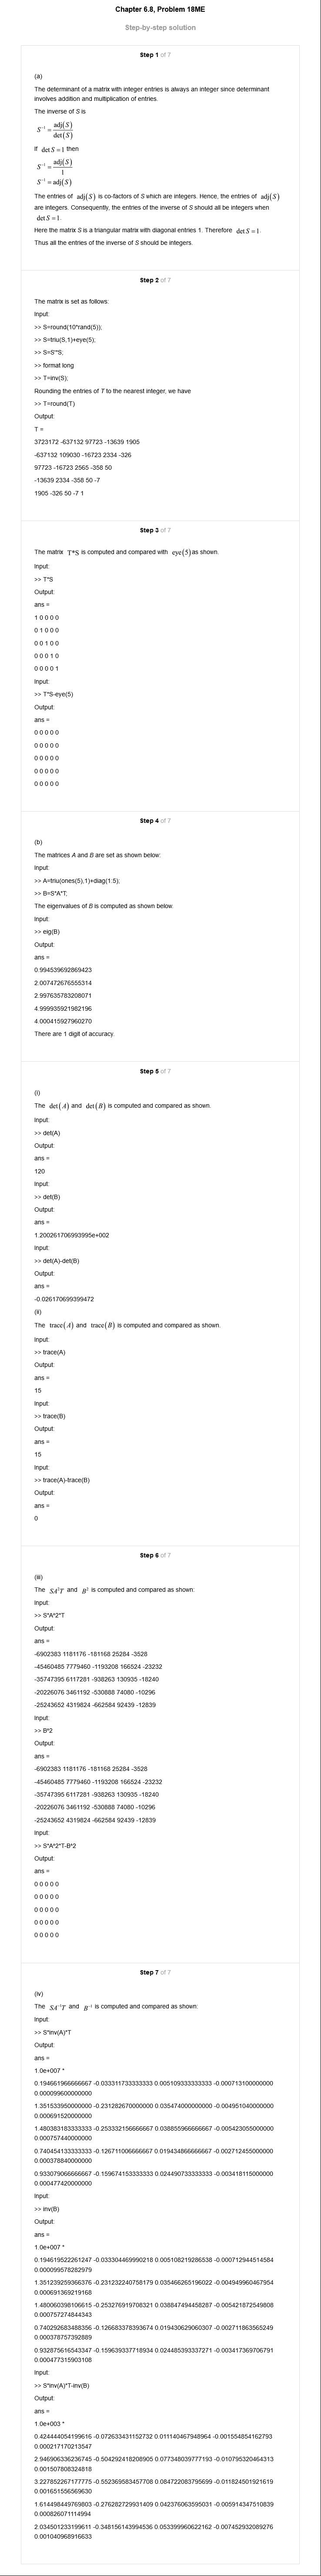 Chapter 6.8, Problem 18ME
Step-by-step solution
Step 1 of 7
(a)
The determinant of a matrix with integer entries is always an integer since determinant
involves addition and multiplication of entries.
The inverse of S is
S⁻¹ = adj(S) / det(S)
If det S = 1 then
S⁻¹ = adj(S) / 1
S⁻¹ = adj(S)
The entries of adj(S) is co-factors of S which are integers. Hence, the entries of adj(S)
are integers. Consequently, the entries of the inverse of S should all be integers when
det S = 1.
Here the matrix S is a triangular matrix with diagonal entries 1. Therefore det S = 1.
Thus all the entries of the inverse of S should be integers.
Step 2 of 7
The matrix is set as follows:
Input:
>> S=round(10*rand(5));
>> S=triu(S,1)+eye(5);
>> S=S'*S;
>> format long
>> T=inv(S);
Rounding the entries of T to the nearest integer, we have
>> T=round(T)
Output:
T =
3723172 -637132 97723 -13639 1905
-637132 109030 -16723 2334 -326
97723 -16723 2565 -358 50
-13639 2334 -358 50 -7
1905 -326 50 -7 1
Step 3 of 7
The matrix T*S is computed and compared with eye(5) as shown.
Input:
>> T*S
Output:
ans =
1 0 0 0 0
0 1 0 0 0
0 0 1 0 0
0 0 0 1 0
0 0 0 0 1
Input:
>> T*S-eye(5)
Output:
ans =
0 0 0 0 0
0 0 0 0 0
0 0 0 0 0
0 0 0 0 0
0 0 0 0 0
Step 4 of 7
(b)
The matrices A and B are set as shown below:
Input:
>> A=triu(ones(5),1)+diag(1:5);
>> B=S*A*T;
The eigenvalues of B is computed as shown below.
Input:
>> eig(B)
Output:
ans =
0.994539692869423
2.007472676555314
2.997635783208071
4.999935921982196
4.000415927960270
There are 1 digit of accuracy.
Step 5 of 7
(i)
The det(A) and det(B) is computed and compared as shown.
Input:
>> det(A)
Output:
ans =
120
Input:
>> det(B)
Output:
ans =
1.200261706993995e+002
Input:
>> det(A)-det(B)
Output:
ans =
-0.026170699399472
(ii)
The trace(A) and trace(B) is computed and compared as shown.
Input:
>> trace(A)
Output:
ans =
15
Input:
>> trace(B)
Output:
ans =
15
Input:
>> trace(A)-trace(B)
Output:
ans =
0
Step 6 of 7
(iii)
The SA²T and B² is computed and compared as shown:
Input:
>> S*A^2*T
Output:
ans =
-6902383 1181176 -181168 25284 -3528
-45460485 7779460 -1193208 166524 -23232
-35747395 6117281 -938263 130935 -18240
-20226076 3461192 -530888 74080 -10296
-25243652 4319824 -662584 92439 -12839
Input:
>> B^2
Output:
ans =
-6902383 1181176 -181168 25284 -3528
-45460485 7779460 -1193208 166524 -23232
-35747395 6117281 -938263 130935 -18240
-20226076 3461192 -530888 74080 -10296
-25243652 4319824 -662584 92439 -12839
Input:
>> S*A^2*T-B^2
Output:
ans =
0 0 0 0 0
0 0 0 0 0
0 0 0 0 0
0 0 0 0 0
0 0 0 0 0
Step 7 of 7
(iv)
The SA⁻¹T and B⁻¹ is computed and compared as shown:
Input:
>> S*inv(A)*T
Output:
ans =
1.0e+007 *
0.194661966666667 -0.033311733333333 0.005109333333333 -0.000713100000000
0.000099600000000
1.351533950000000 -0.231282670000000 0.035474000000000 -0.004951040000000
0.000691520000000
1.480383183333333 -0.253332156666667 0.038855966666667 -0.005423055000000
0.000757440000000
0.740454133333333 -0.126711006666667 0.019434866666667 -0.002712455000000
0.000378840000000
0.933079066666667 -0.159674153333333 0.024490733333333 -0.003418115000000
0.000477420000000
Input:
>> inv(B)
Output:
ans =
1.0e+007 *
0.194619522261247 -0.033304469990218 0.005108219286538 -0.000712944514584
0.000099578282979
1.351239259366376 -0.231232240758179 0.035466265196022 -0.004949960467954
0.000691369219168
1.480060398106615 -0.253276919708321 0.038847494458287 -0.005421872549808
0.000757274844343
0.740292683488356 -0.126683378393674 0.019430629060307 -0.002711863565249
0.000378757392889
0.932875616154346 -0.159639337718934 0.024485393337271 -0.003417369706791
0.000477315903108
Input:
>> S*inv(A)*T-inv(B)
Output:
ans =
1.0e+003 *
0.424444054199616 -0.072633431152732 0.011140467948964 -0.001554854162793
0.000217170213547
2.946906336236745 -0.504292418208905 0.077348039777193 -0.010795320464313
0.001507808324818
3.227852267177775 -0.552369583457708 0.084722083795699 -0.011824501921619
0.001651556569630
1.614498449769803 -0.276282729931409 0.042376063595031 -0.005914347510839
0.000826071114994
2.034501233199611 -0.348156143994536 0.053399960622162 -0.007452932089276
0.001040968916633